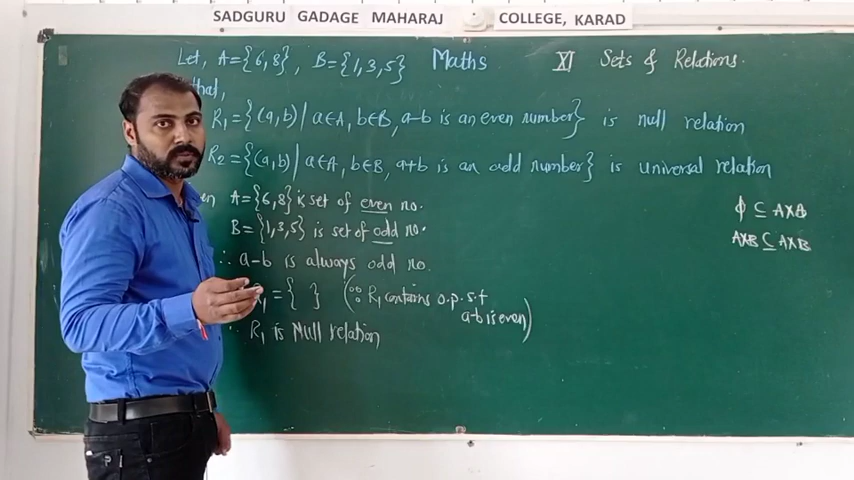 SADGURU GADAGE MAHARAJ COLLEGE, KARAD
Let, A={6,8}, B={1,3,5} Maths XI Sets & Relations.
that,
R₁={(a,b)| a∈A, b∈B, a-b is an even number} is null relation
R₂={(a,b)| a∈A, b∈B, a+b is an odd number} is universal relation
A={6,8} is set of even no.
B={1,3,5} is set of odd no.
∴ a-b is always odd no.
R₁={ } (∵ R₁ contains o.p. s.t
a-b is even)
∴ R₁ is Null relation
ϕ ⊆ A×B
A×B ⊆ A×B